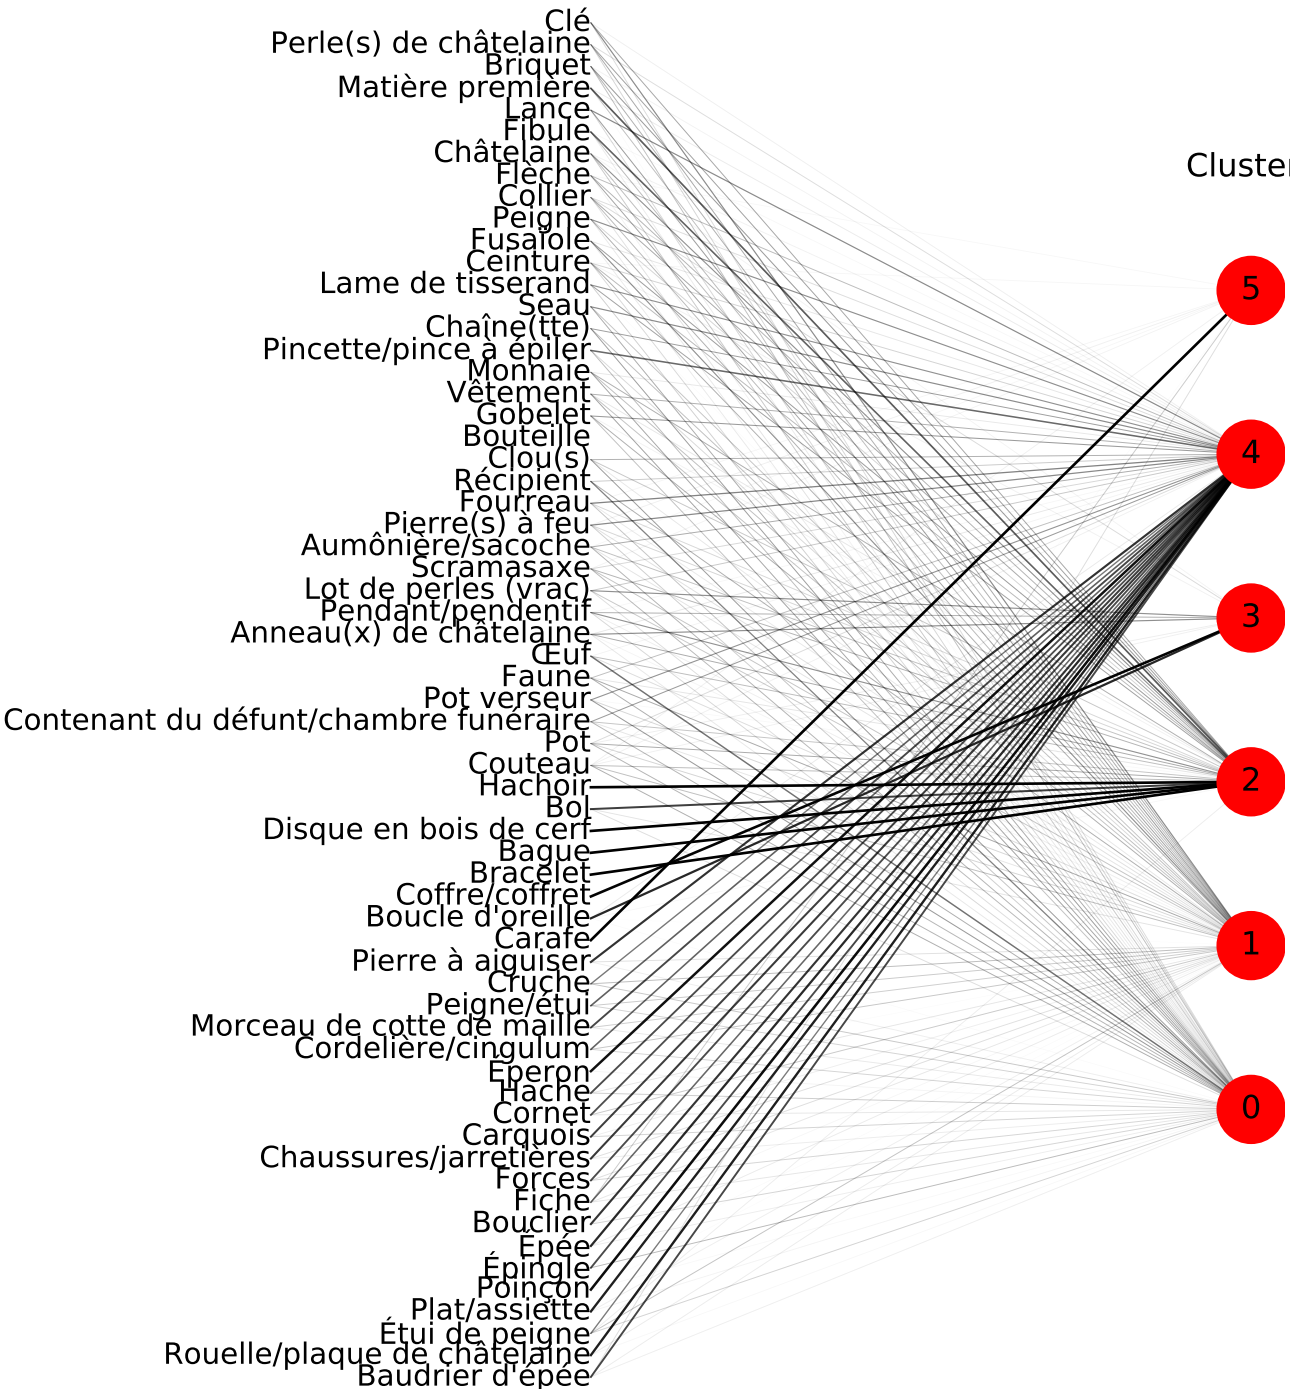 Clé
Perle(s) de châtelaine
Briquet
Matière première
Lance
Fibule
Châtelaine
Flèche
Collier
Peigne
Fusaïole
Ceinture
Lame de tisserand
Seau
Chaîne(tte)
Pincette/pince à épiler
Monnaie
Vêtement
Gobelet
Bouteille
Clou(s)
Récipient
Fourreau
Pierre(s) à feu
Aumônière/sacoche
Scramasaxe
Lot de perles (vrac)
Pendant/pendentif
Anneau(x) de châtelaine
Œuf
Faune
Pot verseur
Contenant du défunt/chambre funéraire
Pot
Couteau
Hachoir
Bol
Disque en bois de cerf
Bague
Bracelet
Coffre/coffret
Boucle d'oreille
Carafe
Pierre à aiguiser
Cruche
Peigne/étui
Morceau de cotte de maille
Cordelière/cingulum
Éperon
Hache
Cornet
Carquois
Chaussures/jarretières
Forces
Fiche
Bouclier
Épée
Épingle
Poinçon
Plat/assiette
Étui de peigne
Rouelle/plaque de châtelaine
Baudrier d'épée
Cluster
5
4
3
2
1
0